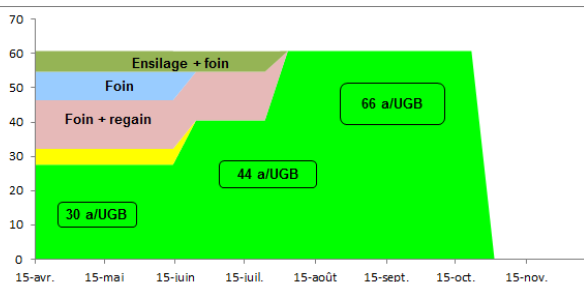 70
60
50
40
30
20
10
0
Ensilage + foin
Foin
Foin + regain
66 a/UGB
44 a/UGB
30 a/UGB
15-avr. 15-mai 15-juin 15-juil. 15-août 15-sept. 15-oct. 15-nov.